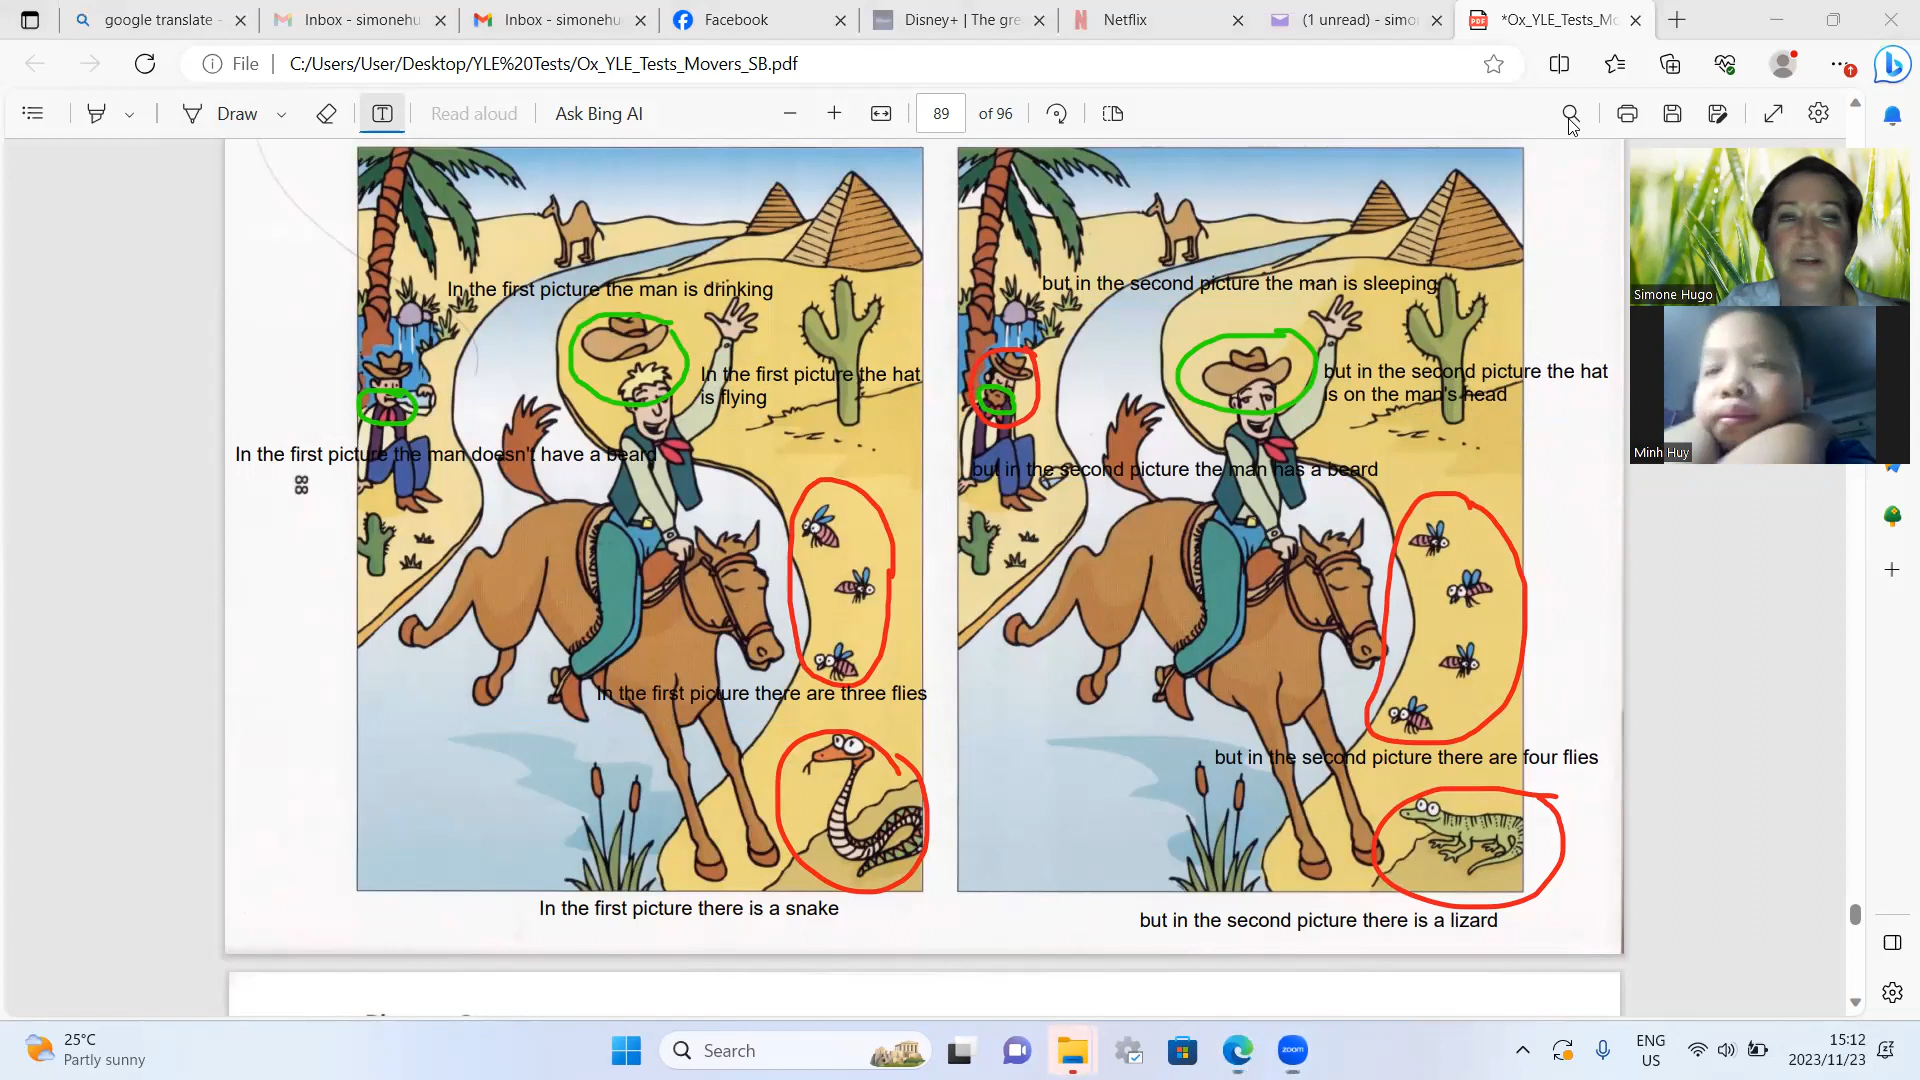 google translate -
Inbox - simonehu
Inbox - simonehu
Facebook
Disney+ | The gre
Netflix
(1 unread) - simo
*Ox_YLE_Tests_Mo
File
C:/Users/User/Desktop/YLE%20Tests/Ox_YLE_Tests_Movers_SB.pdf
Draw
Read aloud
Ask Bing AI
89
of 96
In the first picture the man is drinking
but in the second picture the man is sleeping
In the first picture the hat
is flying
but in the second picture the hat
is on the man's head
In the first picture the man doesn't have a beard
but in the second picture the man has a beard
88
In the first picture there are three flies
but in the second picture there are four flies
In the first picture there is a snake
but in the second picture there is a lizard
Simone Hugo
Minh Huy
25°C
Partly sunny
Search
zoom
ENG
US
15:12
2023/11/23